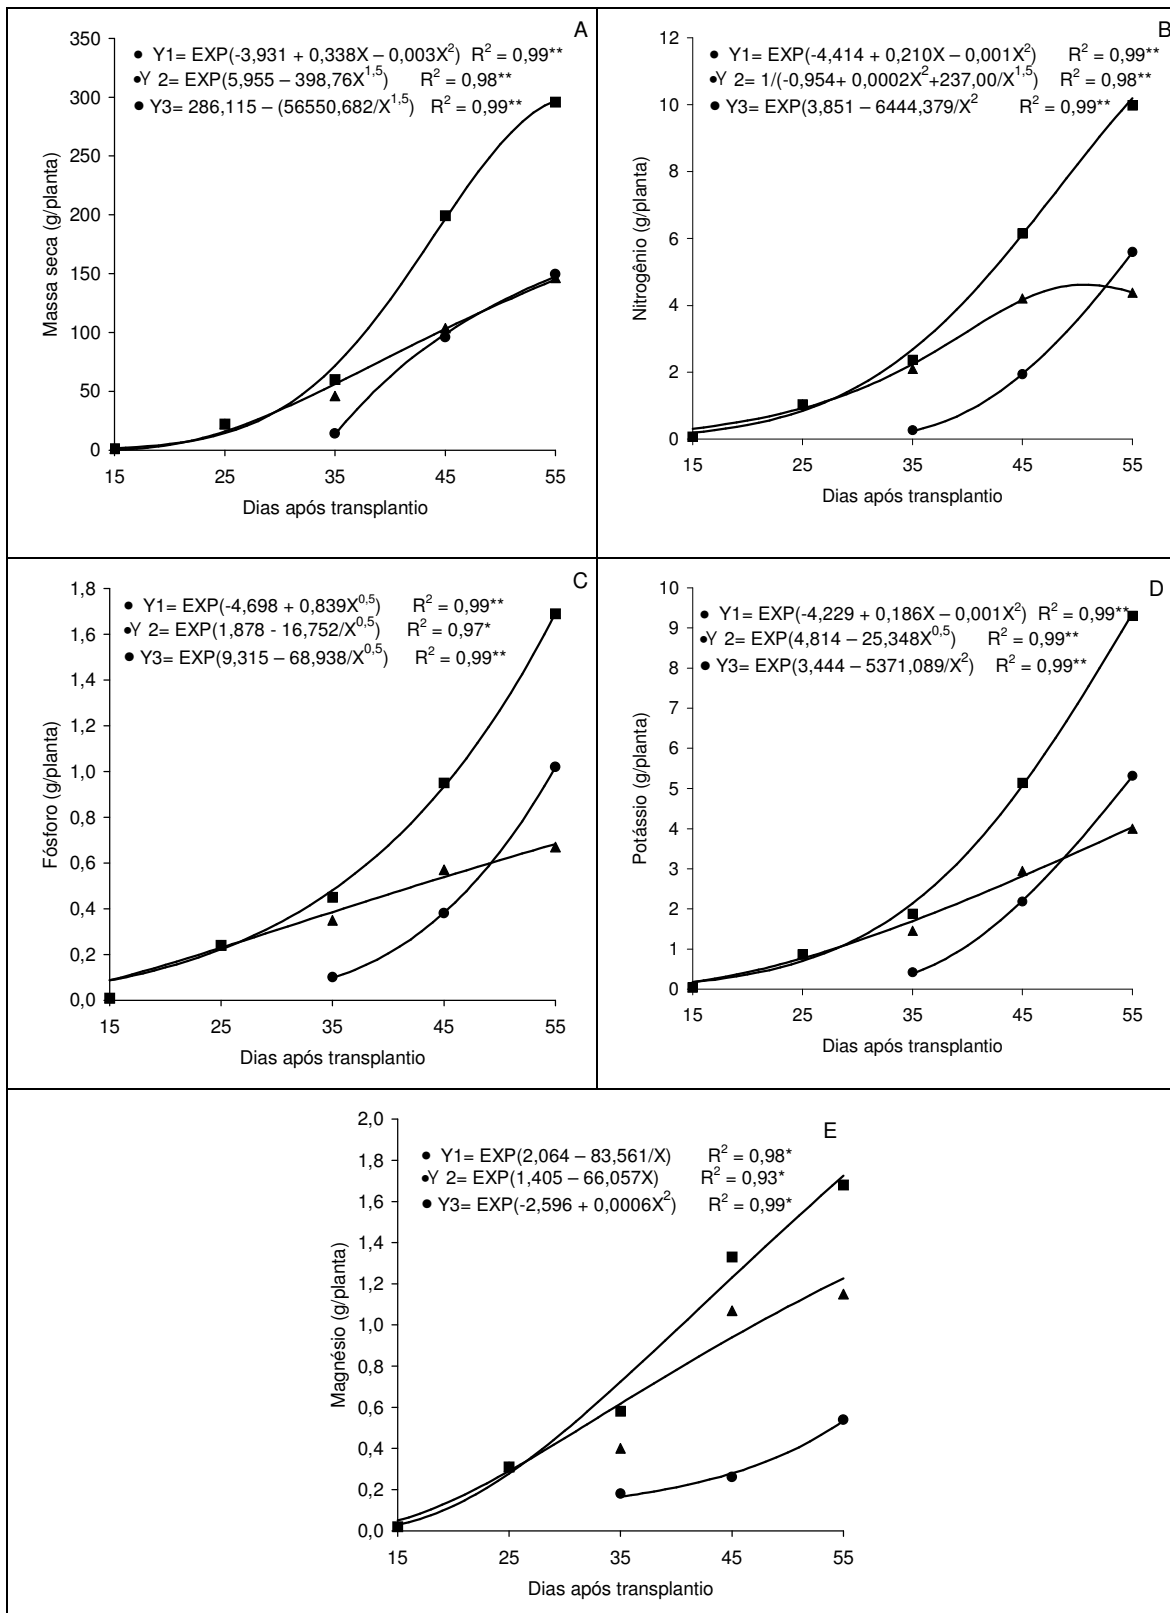 A
Y1= EXP(-3,931 + 0,338X – 0,003X²) R² = 0,99**
Y 2= EXP(5,955 – 398,76X^1,5) R² = 0,98**
Y3= 286,115 – (56550,682/X^1,5) R² = 0,99**
Massa seca (g/planta)
350
300
250
200
150
100
50
0
15 25 35 45 55
Dias após transplantio
B
Y1= EXP(-4,414 + 0,210X – 0,001X²) R² = 0,99**
Y 2= 1/(-0,954+ 0,0002X²+237,00/X^1,5) R² = 0,98**
Y3= EXP(3,851 – 6444,379/X² R² = 0,99**
Nitrogênio (g/planta)
12
10
8
6
4
2
0
15 25 35 45 55
Dias após transplantio
C
Y1= EXP(-4,698 + 0,839X^0,5) R² = 0,99**
Y 2= EXP(1,878 - 16,752/X^0,5) R² = 0,97*
Y3= EXP(9,315 – 68,938/X^0,5) R² = 0,99**
Fósforo (g/planta)
1,8
1,6
1,4
1,2
1,0
0,8
0,6
0,4
0,2
0,0
15 25 35 45 55
Dias após transplantio
D
Y1= EXP(-4,229 + 0,186X – 0,001X²) R² = 0,99**
Y 2= EXP(4,814 – 25,348X^0,5) R² = 0,99**
Y3= EXP(3,444 – 5371,089/X²) R² = 0,99**
Potássio (g/planta)
10
9
8
7
6
5
4
3
2
1
0
15 25 35 45 55
Dias após transplantio
E
Y1= EXP(2,064 – 83,561/X) R² = 0,98*
Y 2= EXP(1,405 – 66,057X) R² = 0,93*
Y3= EXP(-2,596 + 0,0006X²) R² = 0,99*
Magnésio (g/planta)
2,0
1,8
1,6
1,4
1,2
1,0
0,8
0,6
0,4
0,2
0,0
15 25 35 45 55
Dias após transplantio